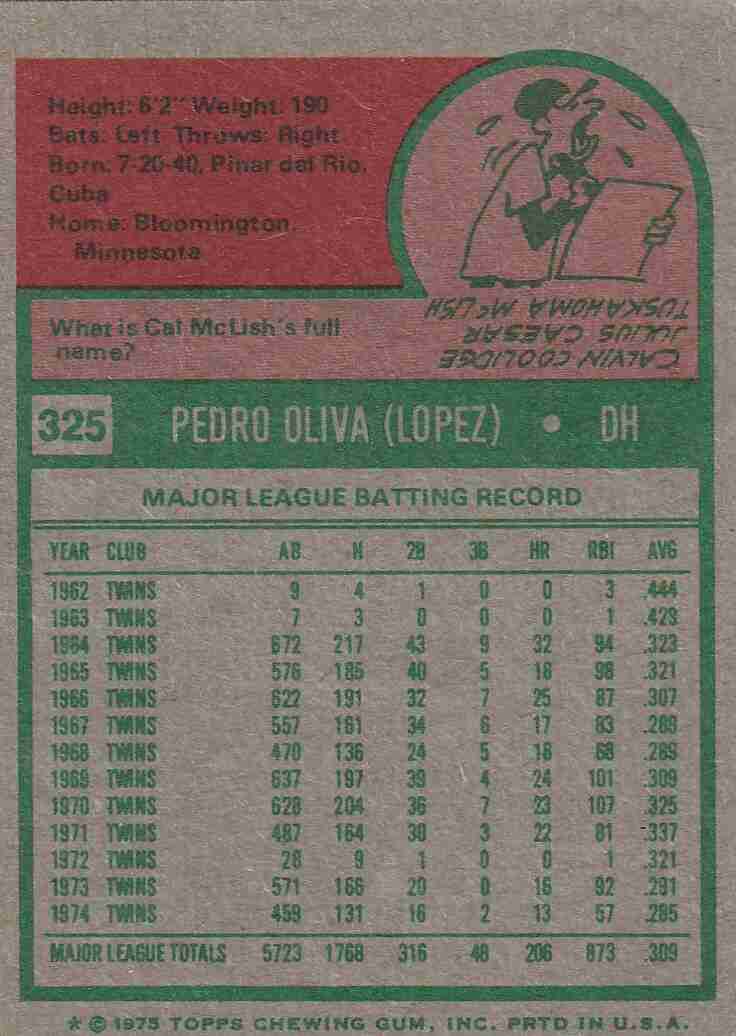 Height: 6'2" Weight: 190
Bats: Left Throws: Right
Born: 7-20-40, Pinar del Rio,
Cuba
Home: Bloomington,
Minnesota
What is Cal McLish's full
name?
CALVIN COOLIDGE
JULIUS CAESAR
TUSKAHOMA McLISH
325 PEDRO OLIVA (LOPEZ) • DH
MAJOR LEAGUE BATTING RECORD
YEAR CLUB AB H 2B 3B HR RBI AVG
1962 TWINS 9 4 1 0 0 3 .444
1963 TWINS 7 3 0 0 0 1 .429
1964 TWINS 672 217 43 9 32 94 .323
1965 TWINS 576 185 40 5 16 98 .321
1966 TWINS 622 191 32 7 25 87 .307
1967 TWINS 557 161 34 6 17 83 .289
1968 TWINS 470 136 24 5 18 68 .289
1969 TWINS 637 197 39 4 24 101 .309
1970 TWINS 628 204 36 7 23 107 .325
1971 TWINS 487 164 30 3 22 81 .337
1972 TWINS 28 9 1 0 0 1 .321
1973 TWINS 571 166 20 0 16 92 .291
1974 TWINS 459 131 16 2 13 57 .285
MAJOR LEAGUE TOTALS 5723 1768 316 48 206 873 .309
* © 1975 TOPPS CHEWING GUM, INC. PRTD IN U.S.A.